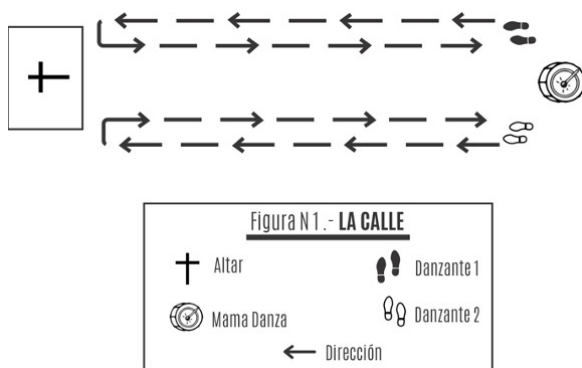 Figura N 1 .- LA CALLE
Altar
Danzante 1
Mama Danza
Danzante 2
Dirección